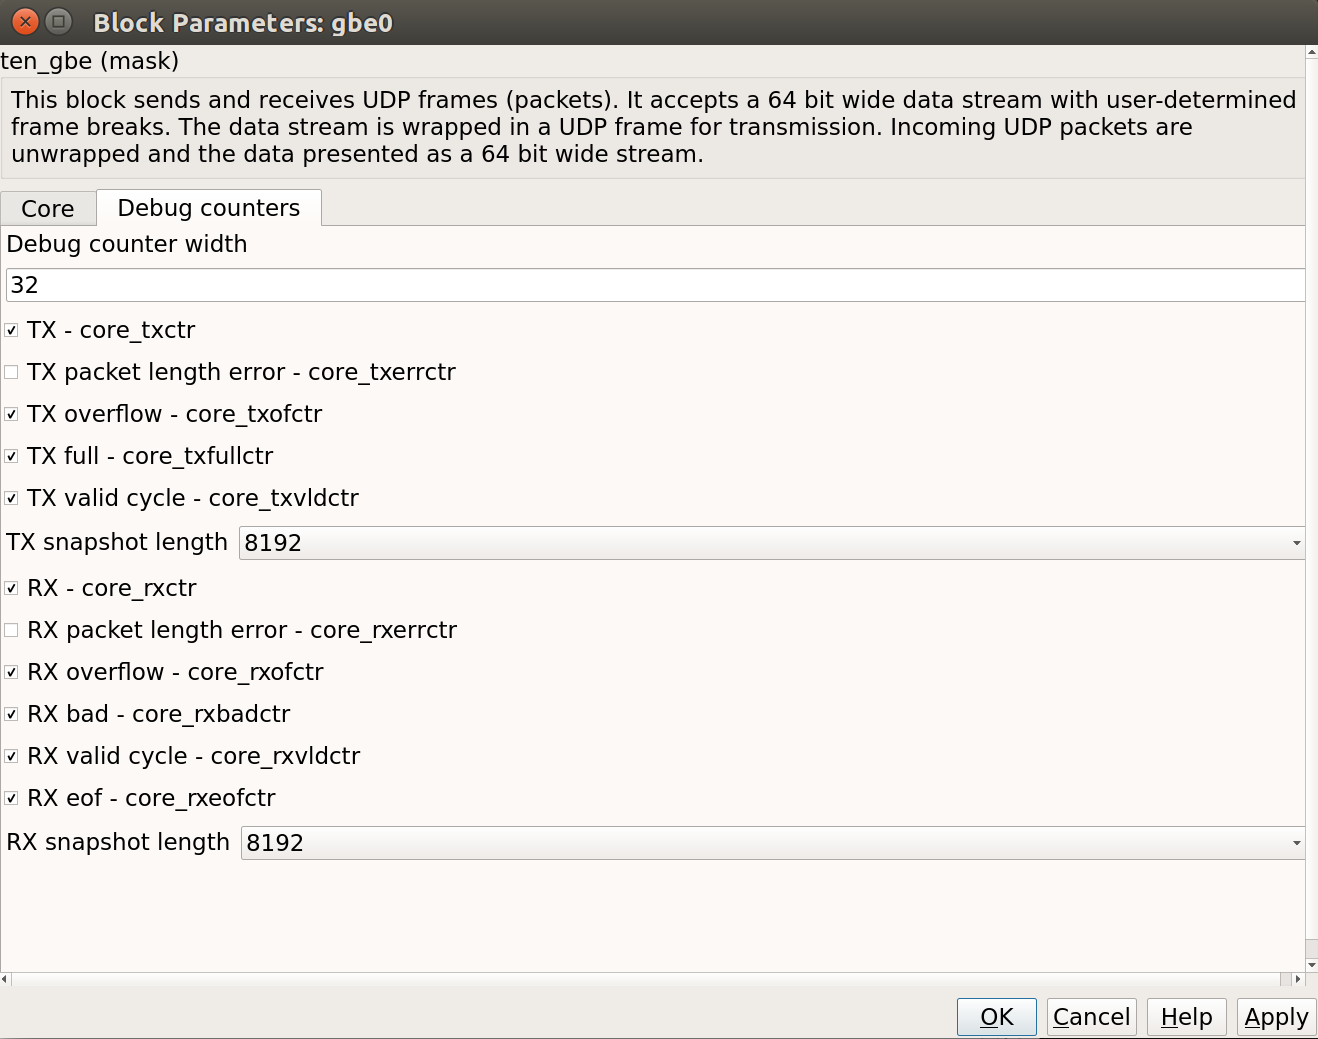 Block Parameters: gbe0
ten_gbe (mask)
This block sends and receives UDP frames (packets). It accepts a 64 bit wide data stream with user-determined
frame breaks. The data stream is wrapped in a UDP frame for transmission. Incoming UDP packets are
unwrapped and the data presented as a 64 bit wide stream.
Core Debug counters
Debug counter width
32
TX - core_txctr
TX packet length error - core_txerrctr
TX overflow - core_txofctr
TX full - core_txfullctr
TX valid cycle - core_txvldctr
TX snapshot length 8192
RX - core_rxctr
RX packet length error - core_rxerrctr
RX overflow - core_rxofctr
RX bad - core_rxbadctr
RX valid cycle - core_rxvldctr
RX eof - core_rxeofctr
RX snapshot length 8192
OK Cancel Help Apply